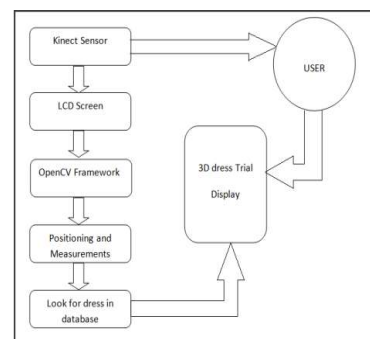 Kinect Sensor
USER
LCD Screen
OpenCV Framework
3D dress Trial
Display
Positioning and
Measurements
Look for dress in
database